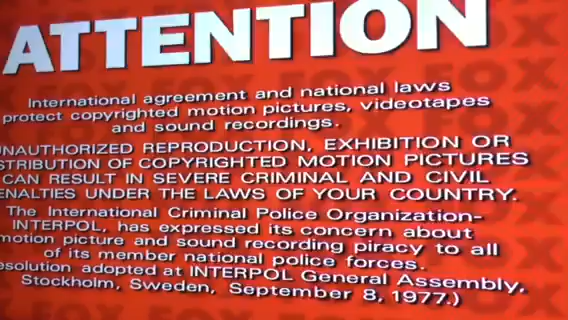 ATTENTION
International agreement and national laws
protect copyrighted motion pictures, videotapes
and sound recordings.
UNAUTHORIZED REPRODUCTION, EXHIBITION OR
STRIBUTION OF COPYRIGHTED MOTION PICTURES
CAN RESULT IN SEVERE CRIMINAL AND CIVIL
ENALTIES UNDER THE LAWS OF YOUR COUNTRY.
The International Criminal Police Organization-
INTERPOL, has expressed its concern about
motion picture and sound recording piracy to all
of its member national police forces.
esolution adopted at INTERPOL General Assembly,
Stockholm, Sweden, September 8, 1977.)